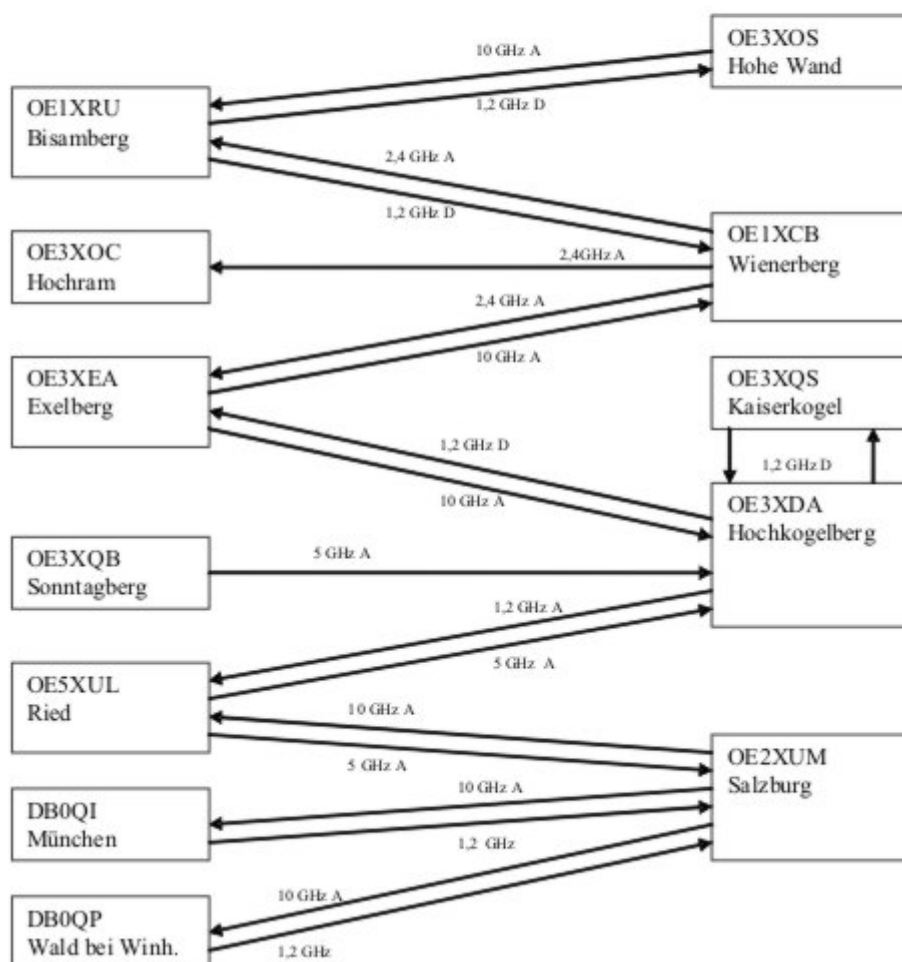 OE3XOS
Hohe Wand
10 GHz A
1,2 GHz D
OE1XRU
Bisamberg
2,4 GHz A
1,2 GHz D
OE1XCB
Wienerberg
OE3XOC
Hochram
2,4GHz A
2,4 GHz A
10 GHz A
OE3XEA
Exelberg
OE3XQS
Kaiserkogel
1,2 GHz D
1,2 GHz D
10 GHz A
OE3XDA
Hochkogelberg
OE3XQB
Sonntagberg
5 GHz A
1,2 GHz A
5 GHz A
OE5XUL
Ried
10 GHz A
5 GHz A
OE2XUM
Salzburg
DB0QI
München
10 GHz A
1,2 GHz
DB0QP
Wald bei Winh.
10 GHz A
1,2 GHz